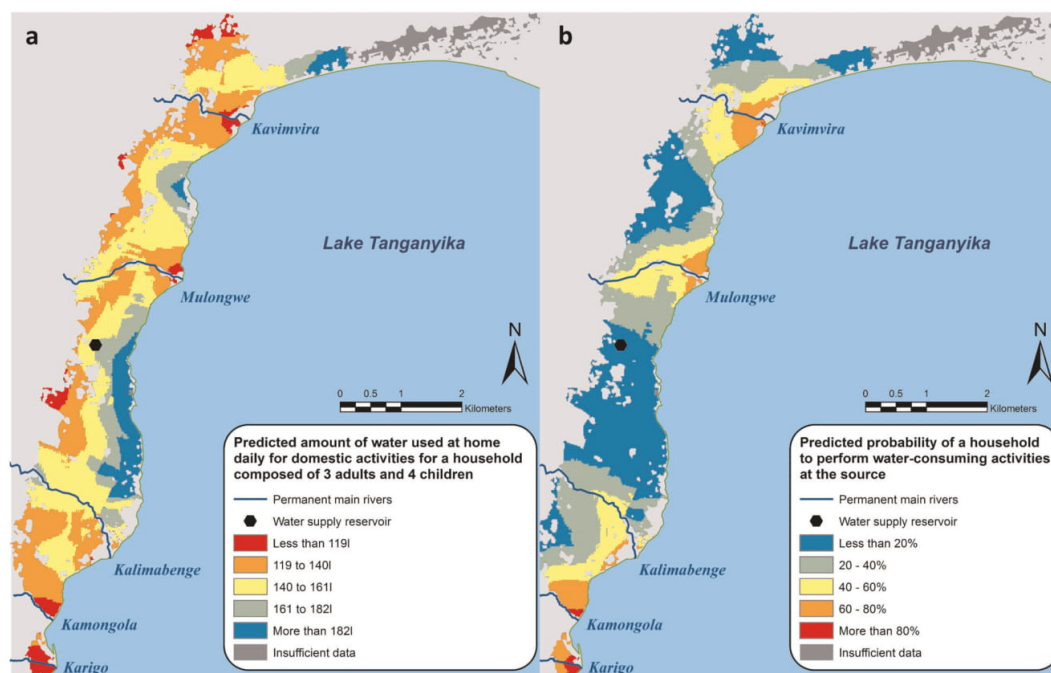 a
Kavimvira
Lake Tanganyika
Mulongwe
N
0 0.5 1 2
Kilometers
Predicted amount of water used at home
daily for domestic activities for a household
composed of 3 adults and 4 children
Permanent main rivers
Water supply reservoir
Less than 119l
119 to 140l
140 to 161l
161 to 182l
More than 182l
Insufficient data
Kalimabenge
Kamongola
Karigo
b
Kavimvira
Lake Tanganyika
Mulongwe
N
0 0.5 1 2
Kilometers
Predicted probability of a household
to perform water-consuming activities
at the source
Permanent main rivers
Water supply reservoir
Less than 20%
20 - 40%
40 - 60%
60 - 80%
More than 80%
Insufficient data
Kalimabenge
Kamongola
Karigo